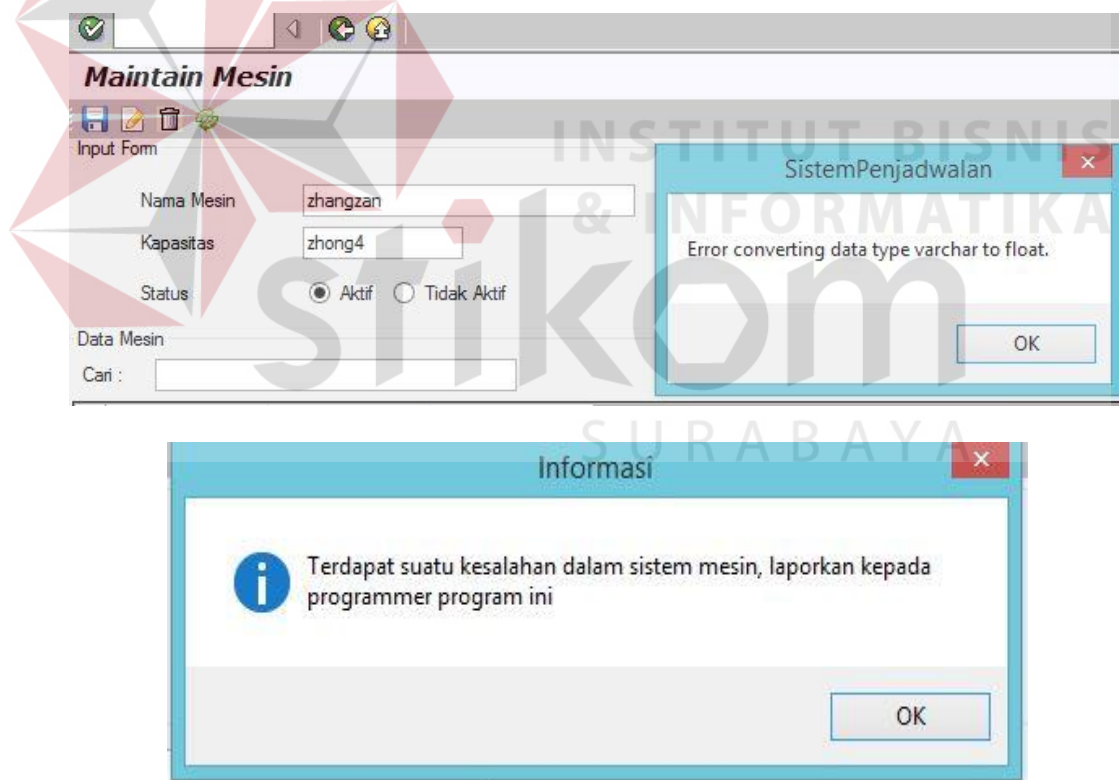 Maintain Mesin
Input Form
Nama Mesin zhangzan
Kapasitas zhong4
Status Aktif Tidak Aktif
Data Mesin
Cari :
SistemPenjadwalan
Error converting data type varchar to float.
OK
INSTITUT BISNIS
& INFORMATIKA
stikom
SURABAYA
Informasi
Terdapat suatu kesalahan dalam sistem mesin, laporkan kepada
programmer program ini
OK